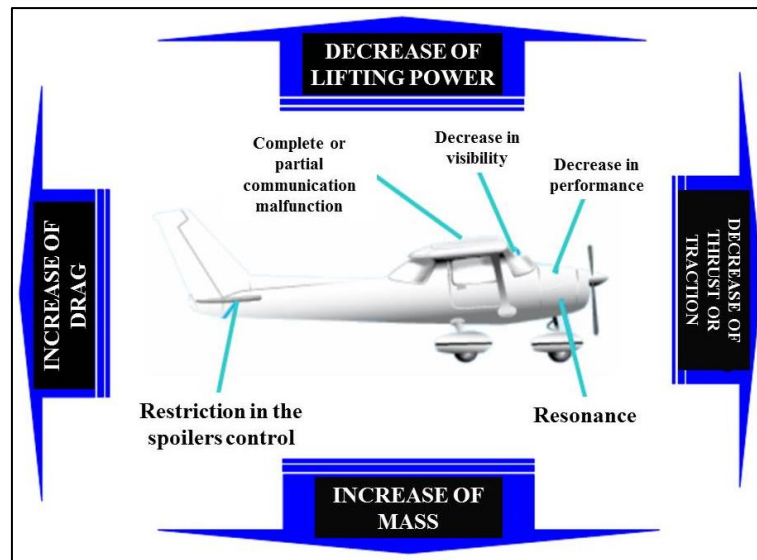 DECREASE OF
LIFTING POWER
Complete or
partial
communication
malfunction
Decrease in
visibility
Decrease in
performance
INCREASE OF
DRAG
DECREASE OF
THRUST OR
TRACTION
Restriction in the
spoilers control
Resonance
INCREASE OF
MASS